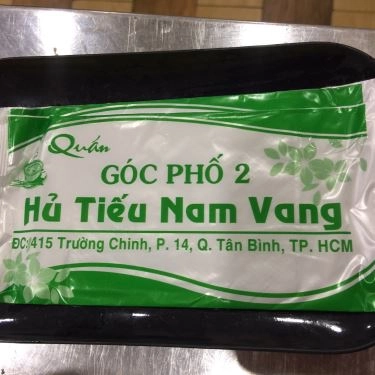 Quán
GÓC PHỐ 2
Hủ Tiếu Nam Vang
ĐC: 415 Trường Chinh, P. 14, Q. Tân Bình, TP. HCM